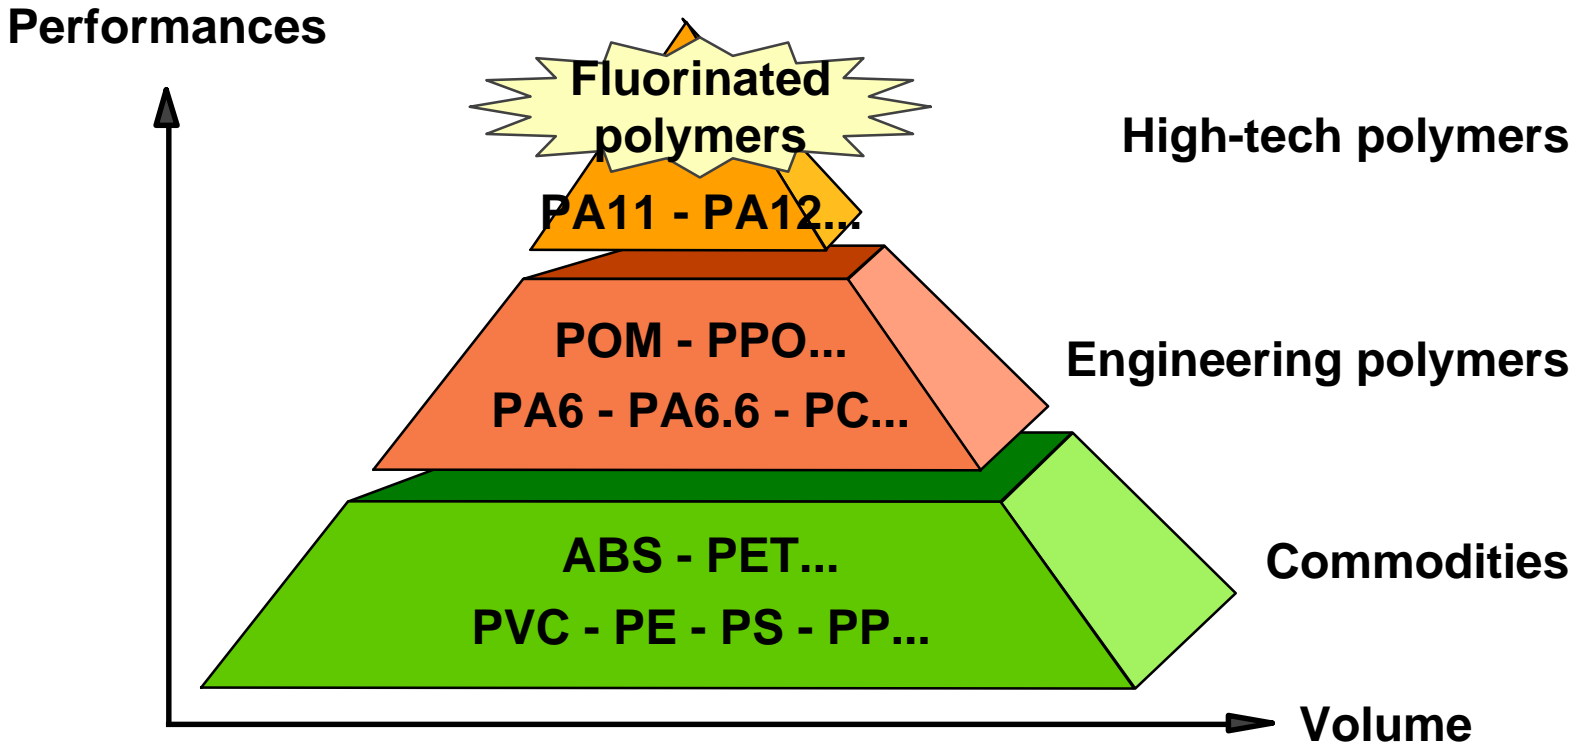 Performances
Fluorinated
polymers
High-tech polymers
PA11 - PA12...
POM - PPO...
Engineering polymers
PA6 - PA6.6 - PC...
ABS - PET...
Commodities
PVC - PE - PS - PP...
Volume